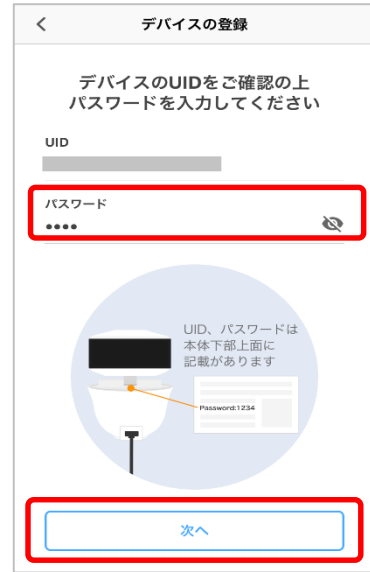 デバイスの登録
デバイスのUIDをご確認の上
パスワードを入力してください
UID
パスワード
••••
UID、パスワードは
本体下部上面に
記載があります
Password:1234
次へ